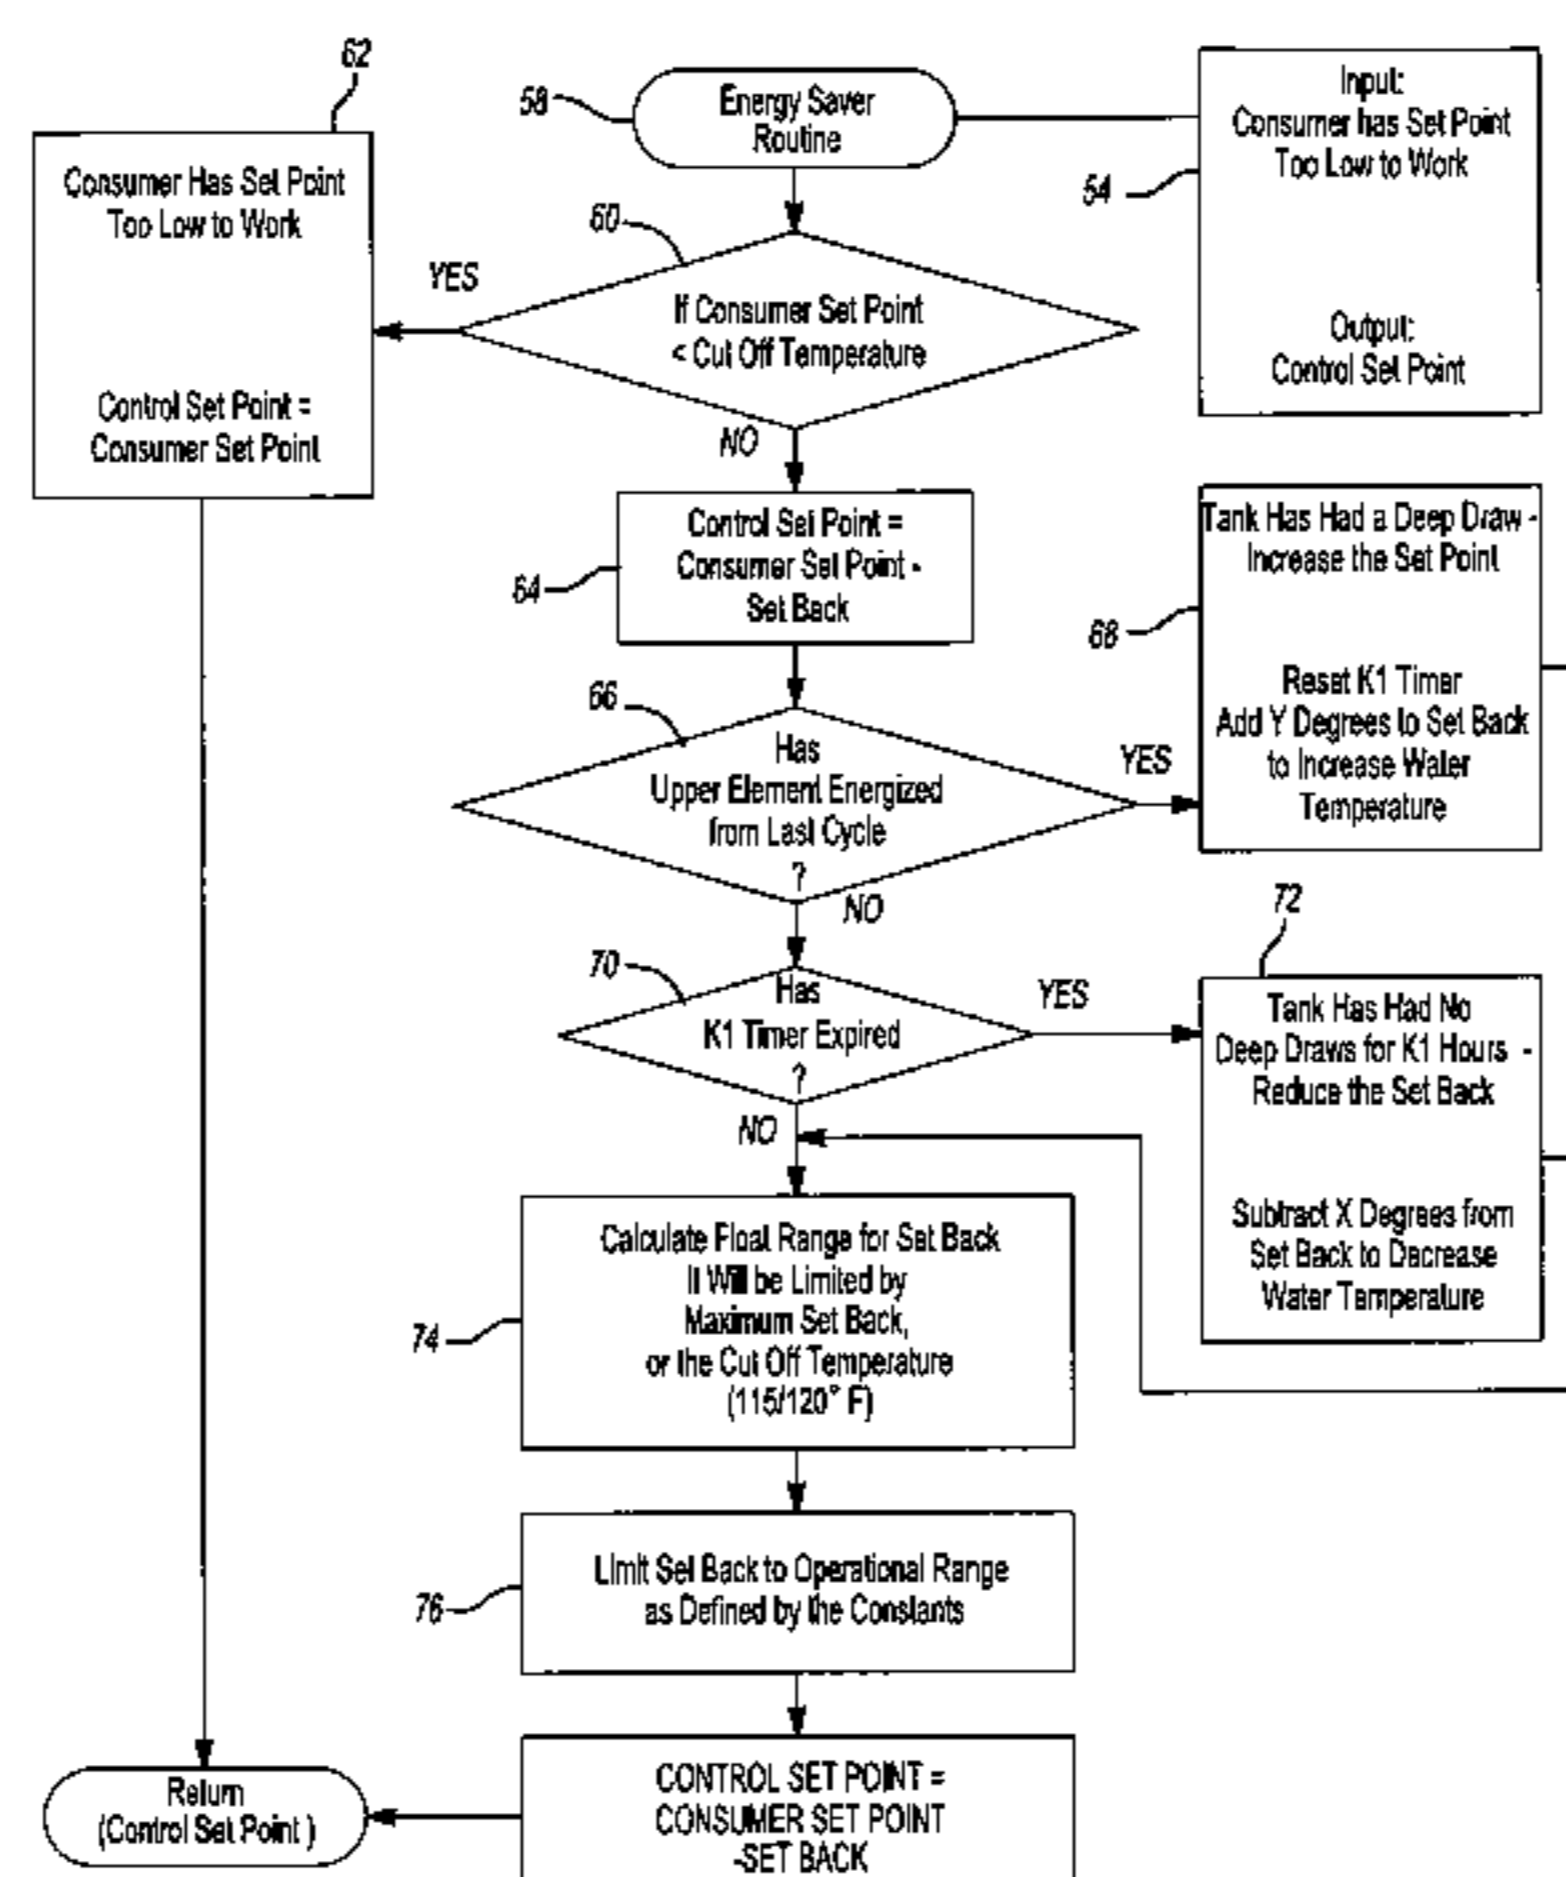 62
58
Energy Saver
Routine
Input:
Consumer has Set Point
Too Low to Work
Output:
Control Set Point
54
Consumer Has Set Point
Too Low to Work
Control Set Point =
Consumer Set Point
60
YES
If Consumer Set Point
< Cut Off Temperature
NO
Control Set Point =
Consumer Set Point -
Set Back
64
Tank Has Had a Deep Draw -
Increase the Set Point
Reset K1 Timer
Add Y Degrees to Set Back
to Increase Water
Temperature
68
66
Has
Upper Element Energized
from Last Cycle
?
YES
NO
72
70
Has
K1 Timer Expired
?
YES
NO
Tank Has Had No
Deep Draws for K1 Hours -
Reduce the Set Back
Subtract X Degrees from
Set Back to Decrease
Water Temperature
Calculate Float Range for Set Back
It Will be Limited by
Maximum Set Back,
or the Cut Off Temperature
(115/120° F)
74
Limit Set Back to Operational Range
as Defined by the Constants
76
Return
(Control Set Point )
CONTROL SET POINT =
CONSUMER SET POINT
-SET BACK